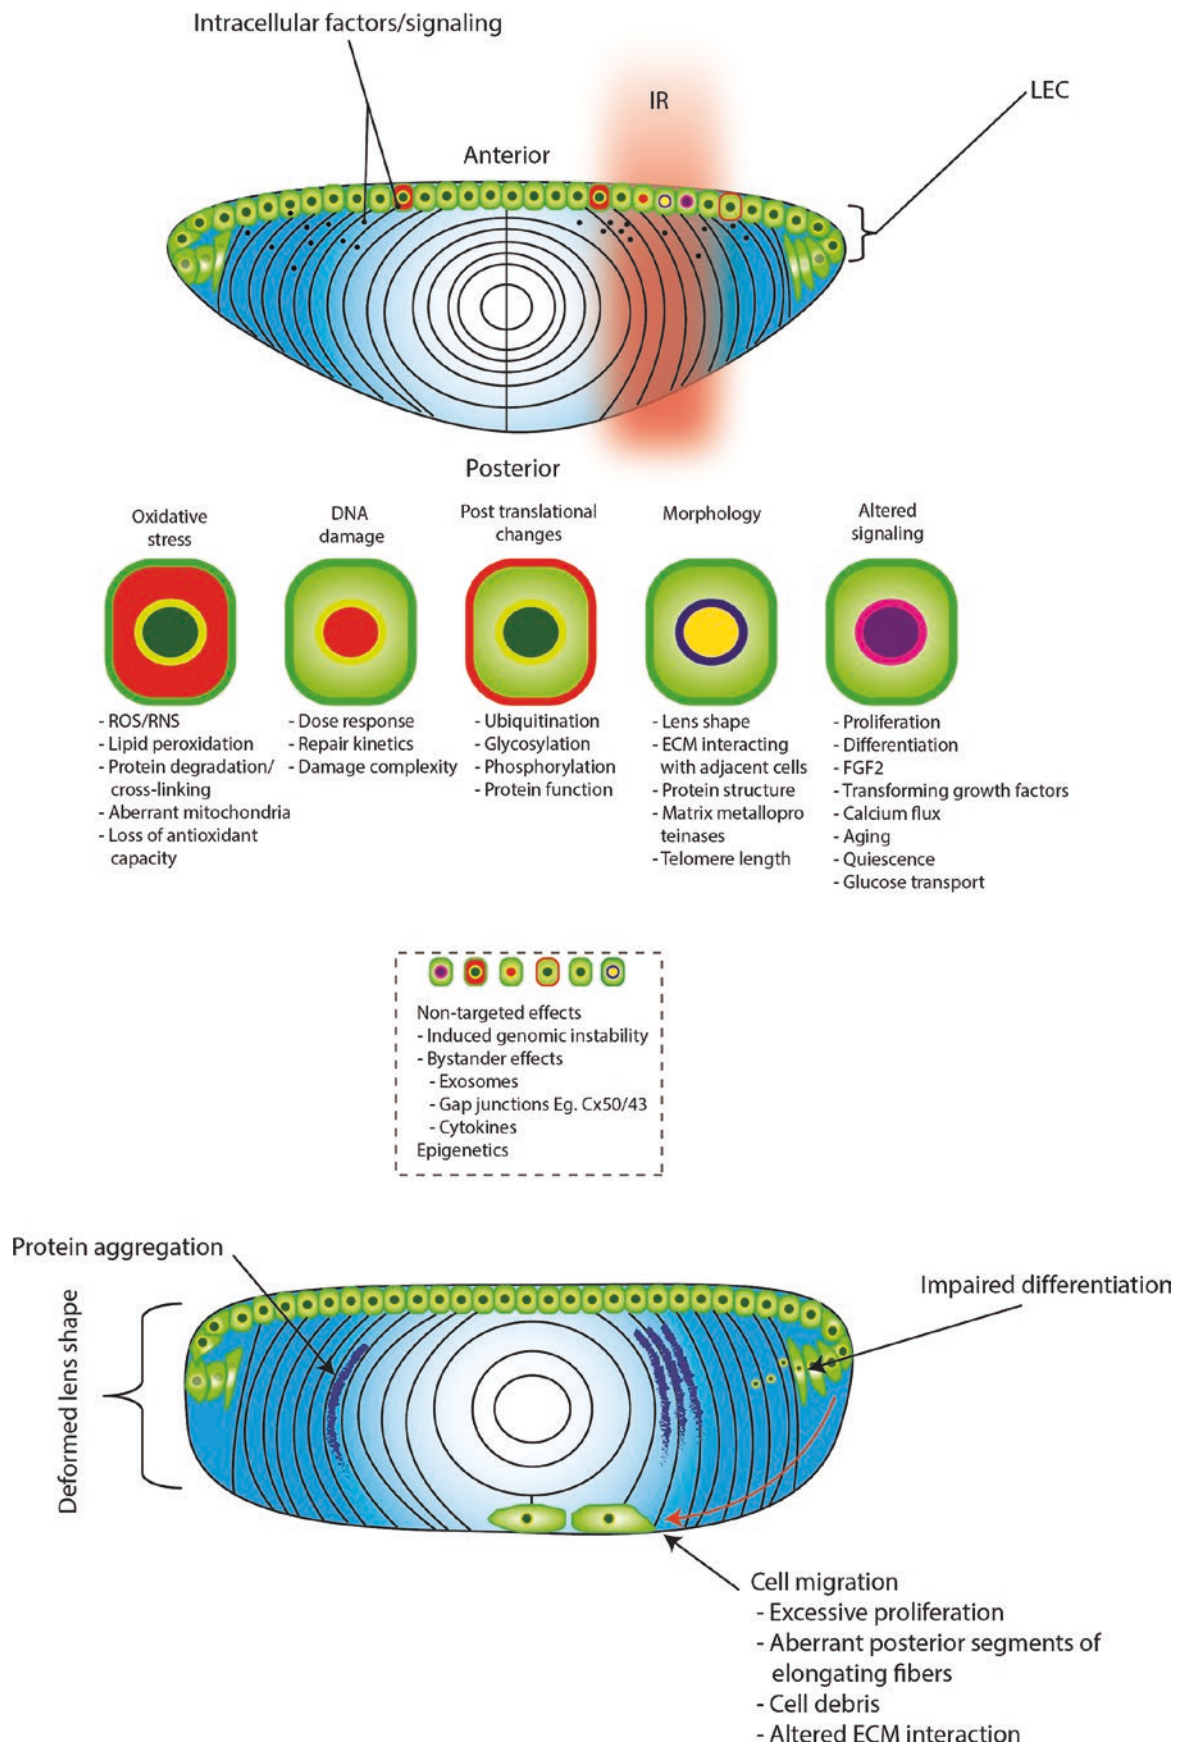 Intracellular factors/signaling
IR
LEC
Anterior
Posterior
Oxidative
stress
- ROS/RNS
- Lipid peroxidation
- Protein degradation/
cross-linking
- Aberrant mitochondria
- Loss of antioxidant
capacity
DNA
damage
- Dose response
- Repair kinetics
- Damage complexity
Post translational
changes
- Ubiquitination
- Glycosylation
- Phosphorylation
- Protein function
Morphology
- Lens shape
- ECM interacting
with adjacent cells
- Protein structure
- Matrix metallopro
teinases
- Telomere length
Altered
signaling
- Proliferation
- Differentiation
- FGF2
- Transforming growth factors
- Calcium flux
- Aging
- Quiescence
- Glucose transport
Non-targeted effects
- Induced genomic instability
- Bystander effects
- Exosomes
- Gap junctions Eg. Cx50/43
- Cytokines
Epigenetics
Protein aggregation
Impaired differentiation
Deformed lens shape
Cell migration
- Excessive proliferation
- Aberrant posterior segments of
elongating fibers
- Cell debris
- Altered ECM interaction